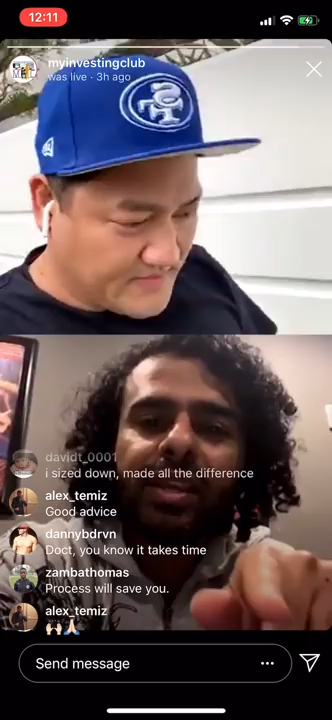 12:11
myinvestingclub
was live · 3h ago
davidt_0001
i sized down, made all the difference
alex_temiz
Good advice
dannybdrvn
Doct, you know it takes time
zambathomas
Process will save you.
alex_temiz
🙌🏻🙏🏻
Send message